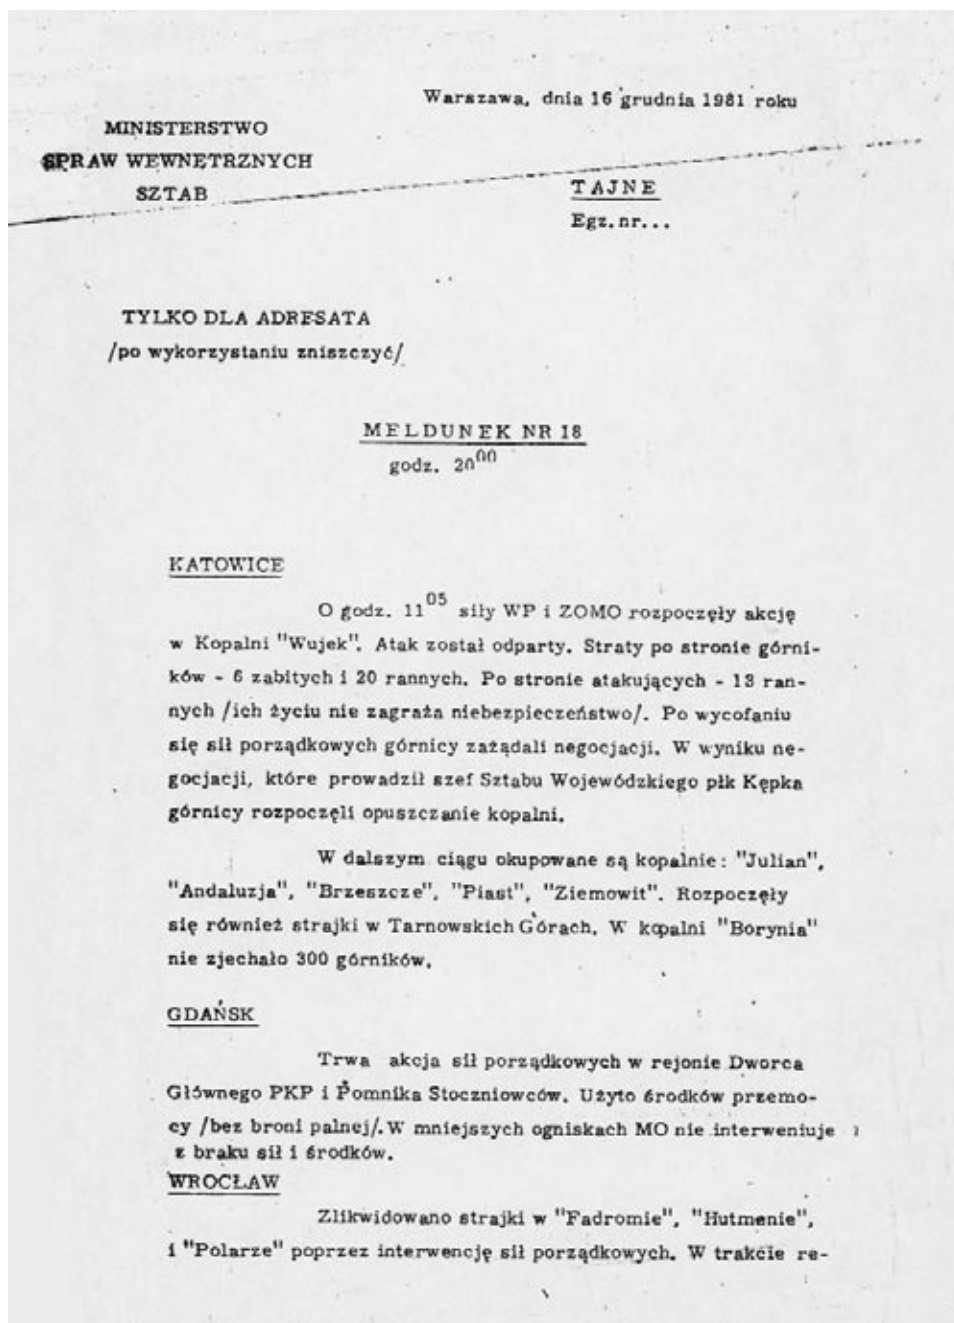 Warszawa, dnia 16 grudnia 1981 roku
MINISTERSTWO
SPRAW WEWNĘTRZNYCH
SZTAB
TAJNE
Egz. nr...
TYLKO DLA ADRESATA
/po wykorzystaniu zniszczyć/
MELDUNEK NR 18
godz. 20⁰⁰
KATOWICE
O godz. 11⁰⁵ siły WP i ZOMO rozpoczęły akcję
w Kopalni "Wujek". Atak został odparty. Straty po stronie górni-
ków - 6 zabitych i 20 rannych. Po stronie atakujących - 13 ran-
nych /ich życiu nie zagraża niebezpieczeństwo/. Po wycofaniu
się sił porządkowych górnicy zażądali negocjacji. W wyniku ne-
gocjacji, które prowadził szef Sztabu Wojewódzkiego płk Kępka
górnicy rozpoczęli opuszczanie kopalni.
W dalszym ciągu okupowane są kopalnie: "Julian",
"Andaluzja", "Brzeszcze", "Piast", "Ziemowit". Rozpoczęły
się również strajki w Tarnowskich Górach. W kopalni "Borynia"
nie zjechało 300 górników.
GDAŃSK
Trwa akcja sił porządkowych w rejonie Dworca
Głównego PKP i Pomnika Stoczniowców. Użyto środków przemo-
cy /bez broni palnej/. W mniejszych ogniskach MO nie interweniuje
z braku sił i środków.
WROCŁAW
Zlikwidowano strajki w "Fadromie", "Hutmenie",
i "Polarze" poprzez interwencję sił porządkowych. W trakcie re-